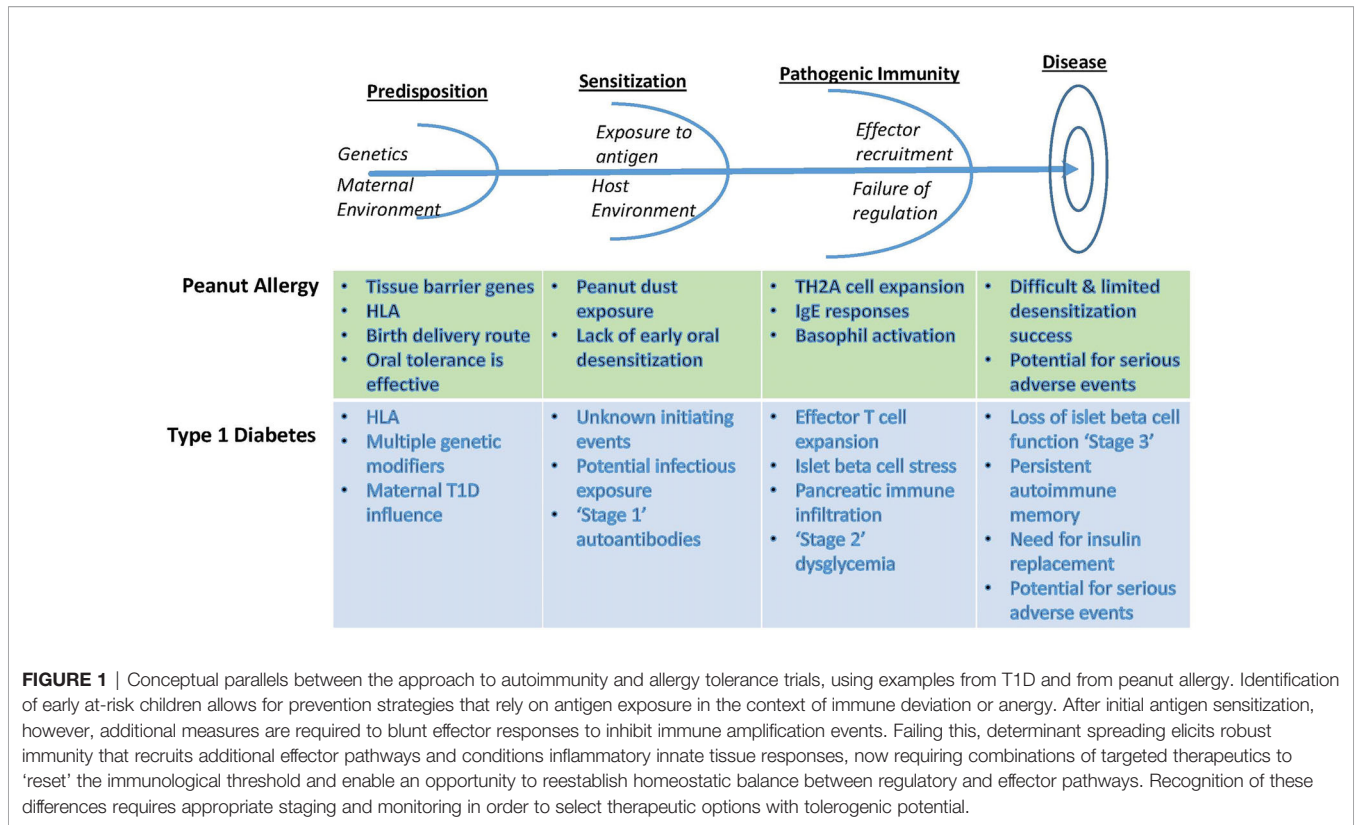 Predisposition
Sensitization
Pathogenic Immunity
Disease
Genetics
Maternal
Environment
Exposure to
antigen
Host
Environment
Effector
recruitment
Failure of
regulation
Peanut Allergy
• Tissue barrier genes
• HLA
• Birth delivery route
• Oral tolerance is
effective
• Peanut dust
exposure
• Lack of early oral
desensitization
• TH2A cell expansion
• IgE responses
• Basophil activation
• Difficult & limited
desensitization
success
• Potential for serious
adverse events
Type 1 Diabetes
• HLA
• Multiple genetic
modifiers
• Maternal T1D
influence
• Unknown initiating
events
• Potential infectious
exposure
• ‘Stage 1’
autoantibodies
• Effector T cell
expansion
• Islet beta cell stress
• Pancreatic immune
infiltration
• ‘Stage 2’
dysglycemia
• Loss of islet beta cell
function ‘Stage 3’
• Persistent
autoimmune
memory
• Need for insulin
replacement
• Potential for serious
adverse events
FIGURE 1 | Conceptual parallels between the approach to autoimmunity and allergy tolerance trials, using examples from T1D and from peanut allergy. Identification
of early at-risk children allows for prevention strategies that rely on antigen exposure in the context of immune deviation or anergy. After initial antigen sensitization,
however, additional measures are required to blunt effector responses to inhibit immune amplification events. Failing this, determinant spreading elicits robust
immunity that recruits additional effector pathways and conditions inflammatory innate tissue responses, now requiring combinations of targeted therapeutics to
‘reset’ the immunological threshold and enable an opportunity to reestablish homeostatic balance between regulatory and effector pathways. Recognition of these
differences requires appropriate staging and monitoring in order to select therapeutic options with tolerogenic potential.